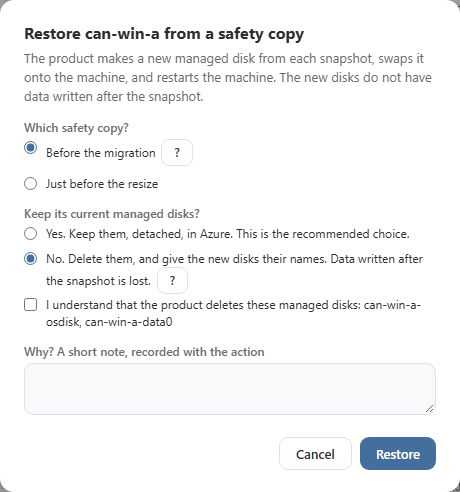 Restore can-win-a from a safety copy
The product makes a new managed disk from each snapshot, swaps it
onto the machine, and restarts the machine. The new disks do not have
data written after the snapshot.
Which safety copy?
Before the migration ?
Just before the resize
Keep its current managed disks?
Yes. Keep them, detached, in Azure. This is the recommended choice.
No. Delete them, and give the new disks their names. Data written after
the snapshot is lost. ?
I understand that the product deletes these managed disks: can-win-a-
osdisk, can-win-a-data0
Why? A short note, recorded with the action
Cancel Restore